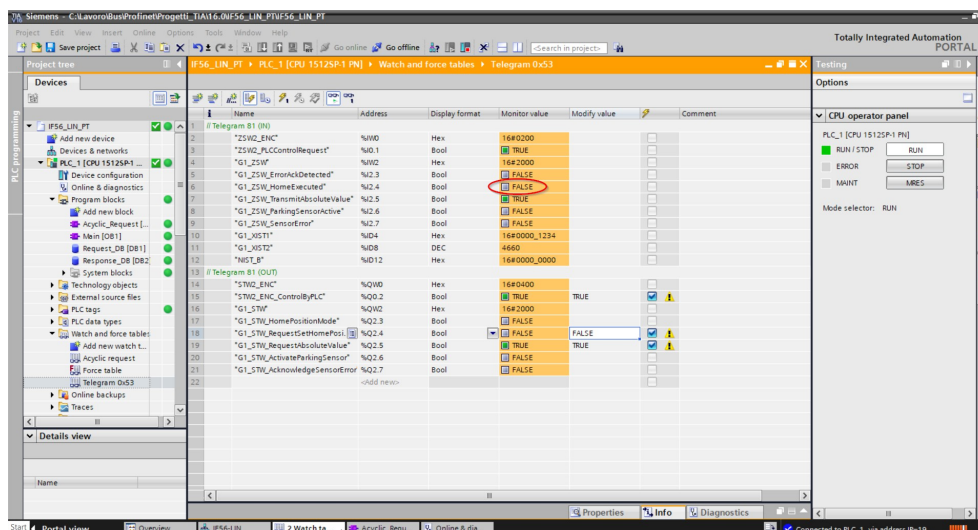 Siemens - C:\Lavoro\Bus\Profinet\Progetti_TIA\16.0\IF56_LIN_PT\IF56_LIN_PT
Project Edit View Insert Online Options Tools Window Help
Totally Integrated Automation
PORTAL
Save project Go online Go offline <Search in project>
Project tree
IF56_LIN_PT PLC_1 [CPU 1512SP-1 PN] Watch and force tables Telegram 0x53
Testing
Devices
Options
PLC programming
i Name Address Display format Monitor value Modify value Comment
1 // Telegram 81 (IN)
2 "ZSW2_ENC" %IW0 Hex 16#0200
3 "ZSW2_PLCControlRequest" %I0.1 Bool TRUE
4 "G1_ZSW" %IW2 Hex 16#2000
5 "G1_ZSW_ErrorAckDetected" %I2.3 Bool FALSE
6 "G1_ZSW_HomeExecuted" %I2.4 Bool FALSE
7 "G1_ZSW_TransmitAbsoluteValue" %I2.5 Bool TRUE
8 "G1_ZSW_ParkingSensorActive" %I2.6 Bool FALSE
9 "G1_ZSW_SensorError" %I2.7 Bool FALSE
10 "G1_XIST1" %ID4 Hex 16#0000_1234
11 "G1_XIST2" %ID8 DEC 4660
12 "NIST_B" %ID12 Hex 16#0000_0000
13 // Telegram 81 (OUT)
14 "STW2_ENC" %QW0 Hex 16#0400
15 "STW2_ENC_ControlByPLC" %Q0.2 Bool TRUE TRUE
16 "G1_STW" %QW2 Hex 16#2000
17 "G1_STW_HomePositionMode" %Q2.3 Bool FALSE
18 "G1_STW_RequestSetHomePosi.. %Q2.4 Bool FALSE FALSE
19 "G1_STW_RequestAbsoluteValue" %Q2.5 Bool TRUE TRUE
20 "G1_STW_ActivateParkingSensor" %Q2.6 Bool FALSE
21 "G1_STW_AcknowledgeSensorError" %Q2.7 Bool FALSE
22 <Add new>
IF56_LIN_PT
Add new device
Devices & networks
PLC_1 [CPU 1512SP-1 ...
Device configuration
Online & diagnostics
Program blocks
Add new block
Acyclic_Request [...
Main [OB1]
Request_DB [DB1]
Response_DB [DB2]
System blocks
Technology objects
External source files
PLC tags
PLC data types
Watch and force tables
Add new watch t...
Acyclic request
Force table
Telegram 0x53
Online backups
Traces
Details view
Name
CPU operator panel
PLC_1 [CPU 1512SP-1 PN]
RUN / STOP RUN
ERROR STOP
MAINT MRES
Mode selector: RUN
Properties Info Diagnostics
Start Portal view Overview IF56-LIN 2 Watch ta... Acyclic_Requ... Online & dia...
Connected to PLC_1, via address IP=19...